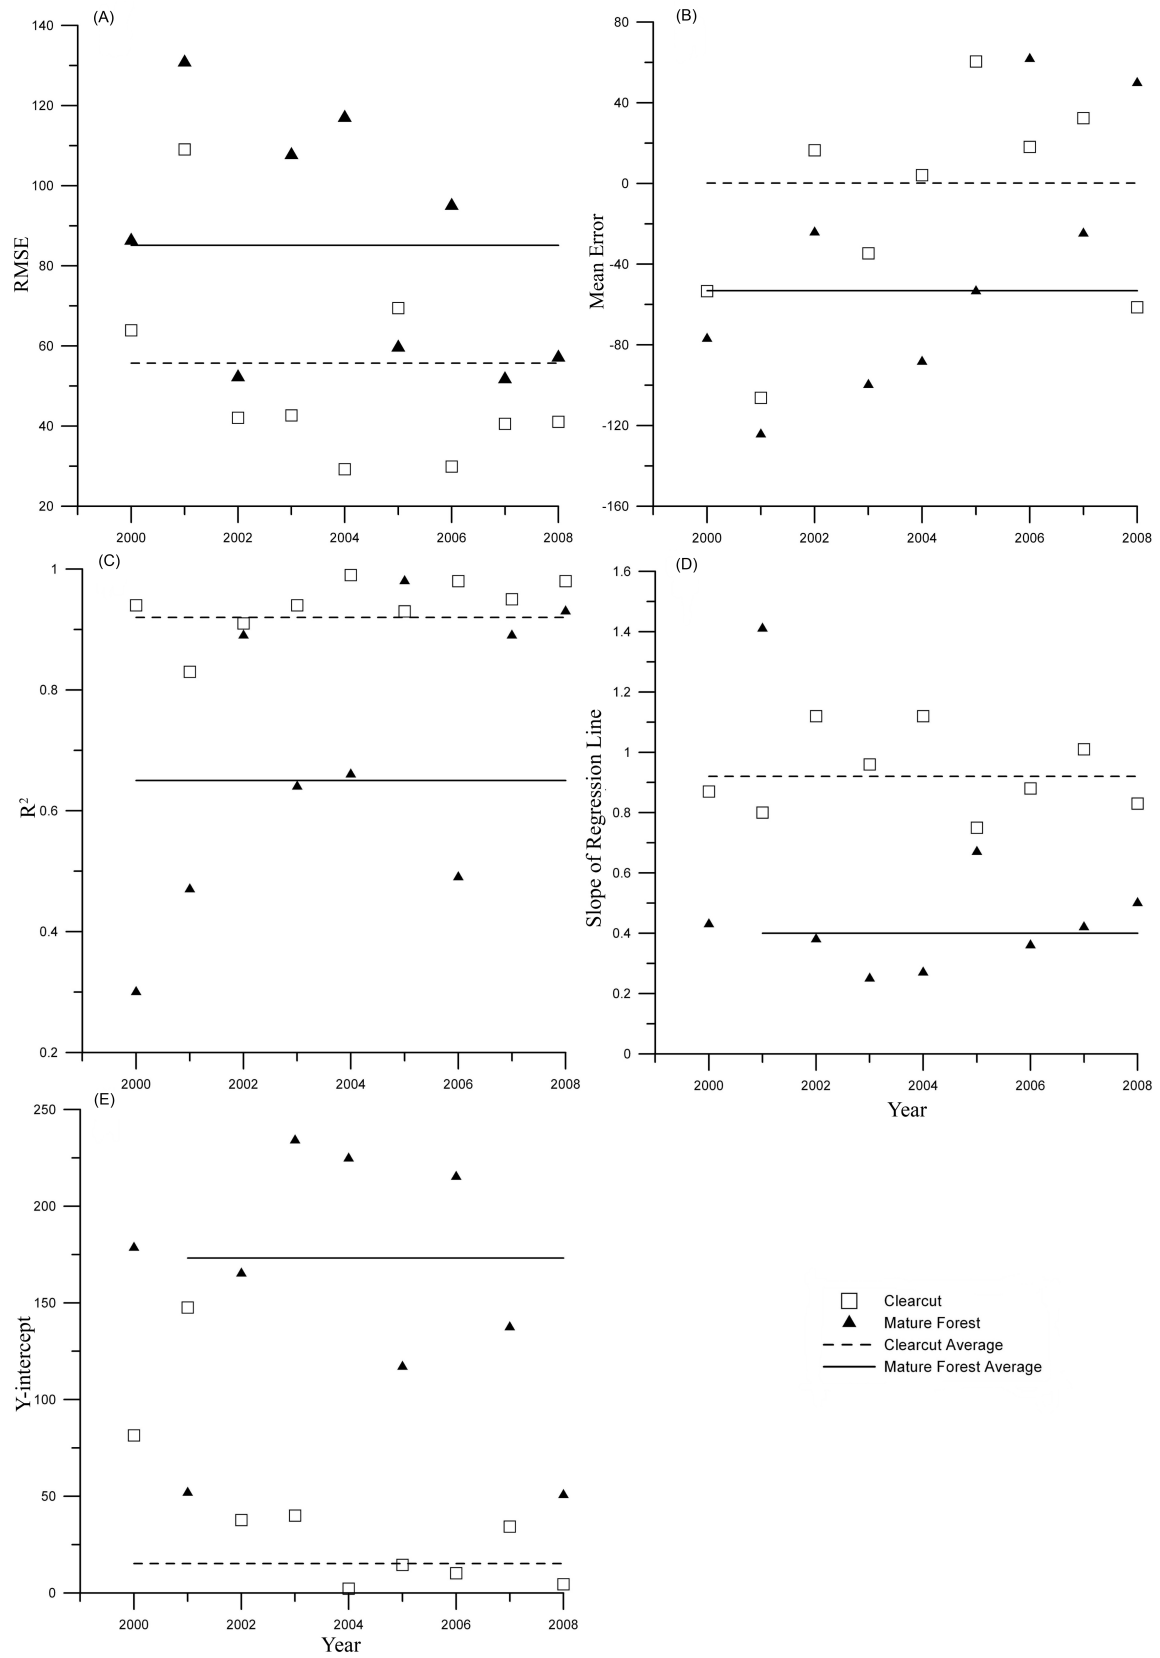 (A)
140
120
100
80
60
40
20
RMSE
2000 2002 2004 2006 2008
(B)
80
40
0
-40
-80
-120
-160
Mean Error
2000 2002 2004 2006 2008
(C)
1
0.8
0.6
0.4
0.2
R²
2000 2002 2004 2006 2008
(D)
1.6
1.4
1.2
1
0.8
0.6
0.4
0.2
0
Slope of Regression Line
2000 2002 2004 2006 2008
Year
(E)
250
200
150
100
50
0
Y-intercept
2000 2002 2004 2006 2008
Year
Clearcut
Mature Forest
Clearcut Average
Mature Forest Average